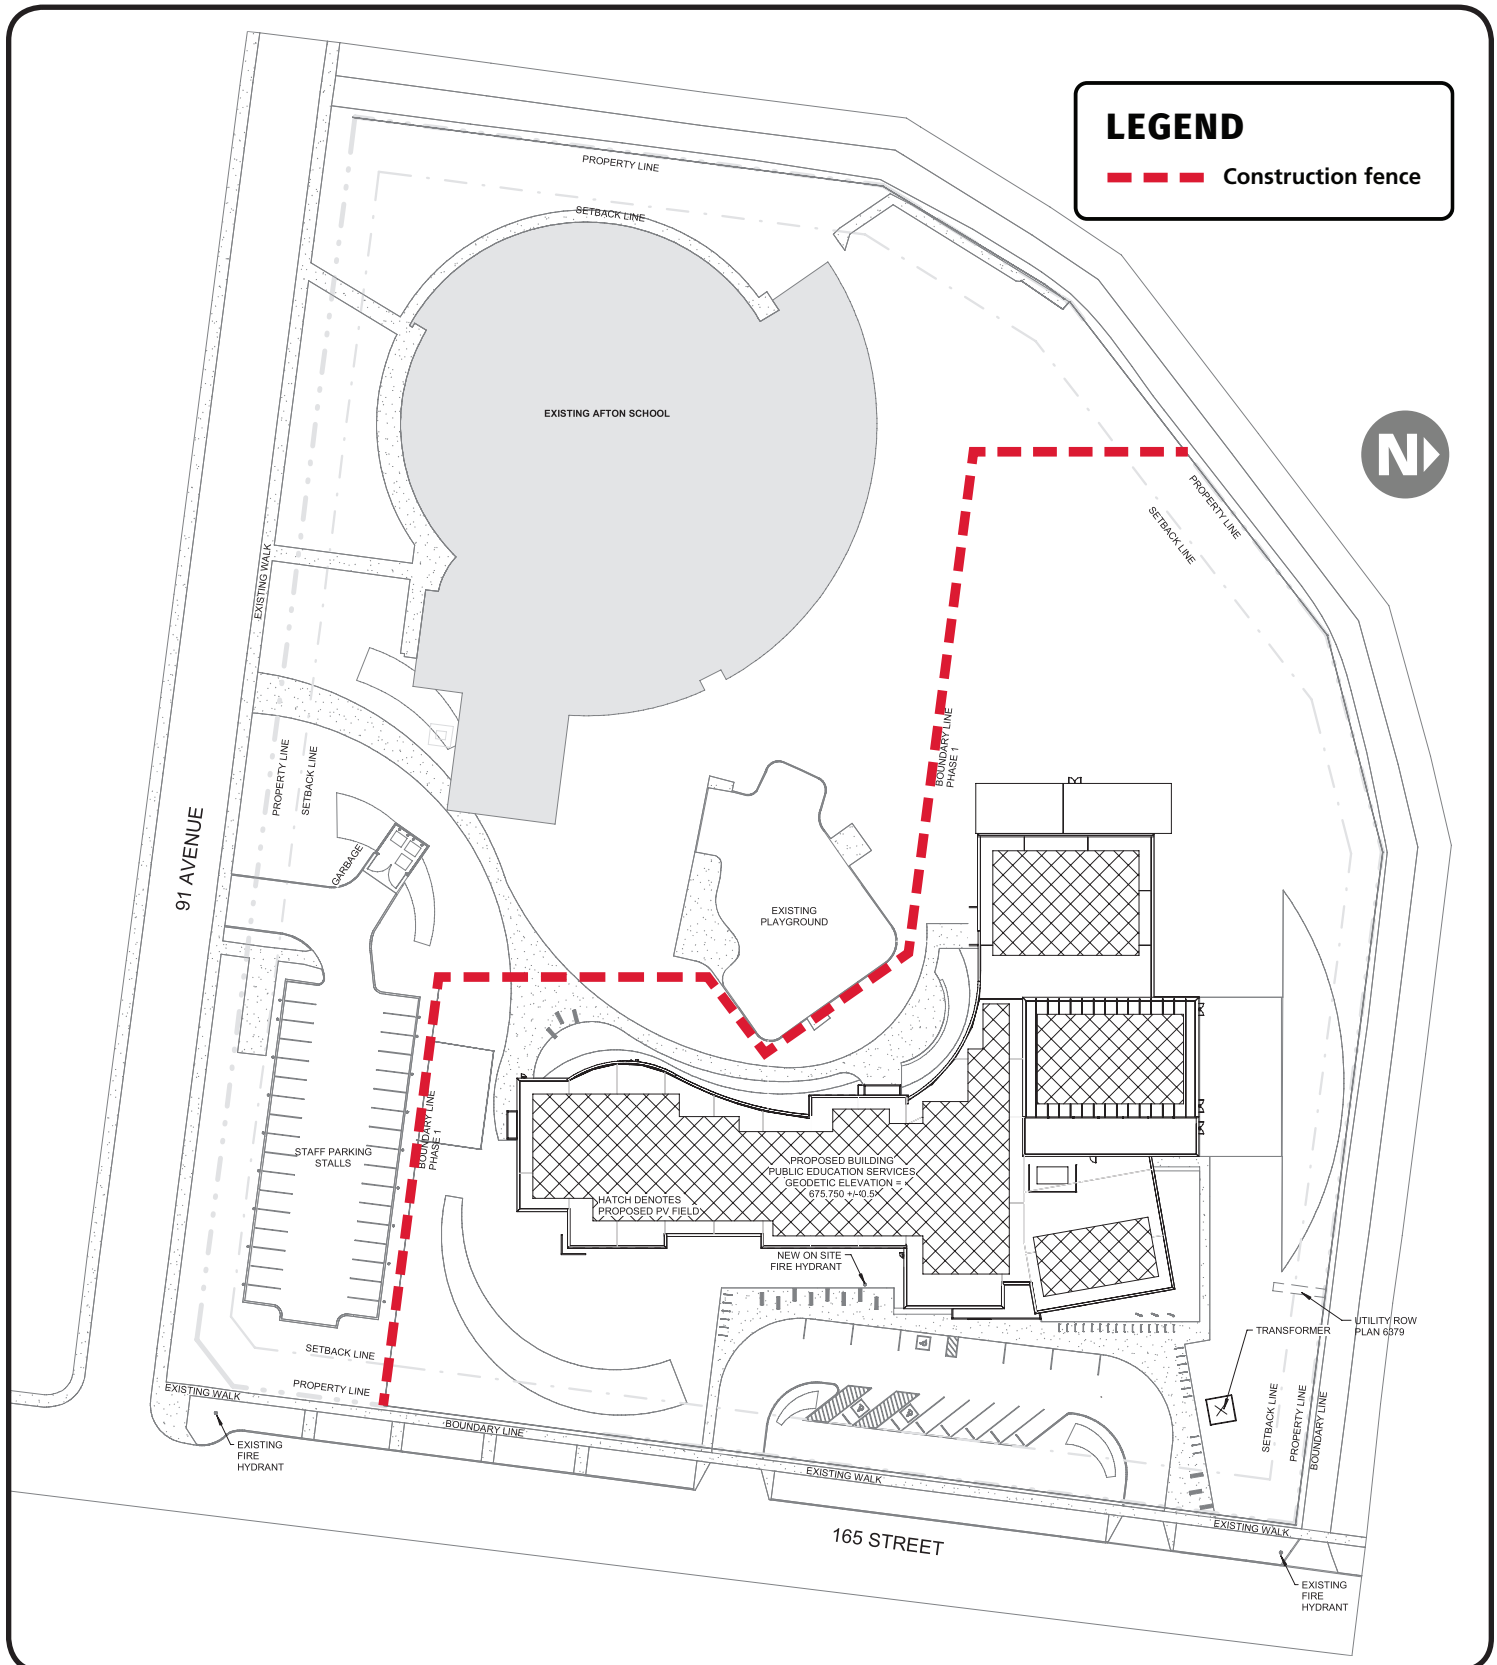 LEGEND
Construction fence
PROPERTY LINE
SETBACK LINE
EXISTING AFTON SCHOOL
N
PROPERTY LINE
SETBACK LINE
EXISTING WALK
BOUNDARY LINE
PHASE 1
PROPERTY LINE
SETBACK LINE
91 AVENUE
GARBAGE
EXISTING
PLAYGROUND
BOUNDARY LINE
PHASE 1
STAFF PARKING
STALLS
PROPOSED BUILDING
PUBLIC EDUCATION SERVICES
GEODETIC ELEVATION =
675.750 +/-0.5
HATCH DENOTES
PROPOSED PV FIELD
NEW ON SITE
FIRE HYDRANT
UTILITY ROW
PLAN 6379
TRANSFORMER
SETBACK LINE
PROPERTY LINE
EXISTING WALK
BOUNDARY LINE
SETBACK LINE
PROPERTY LINE
BOUNDARY LINE
EXISTING
FIRE
HYDRANT
EXISTING WALK
EXISTING WALK
165 STREET
EXISTING
FIRE
HYDRANT